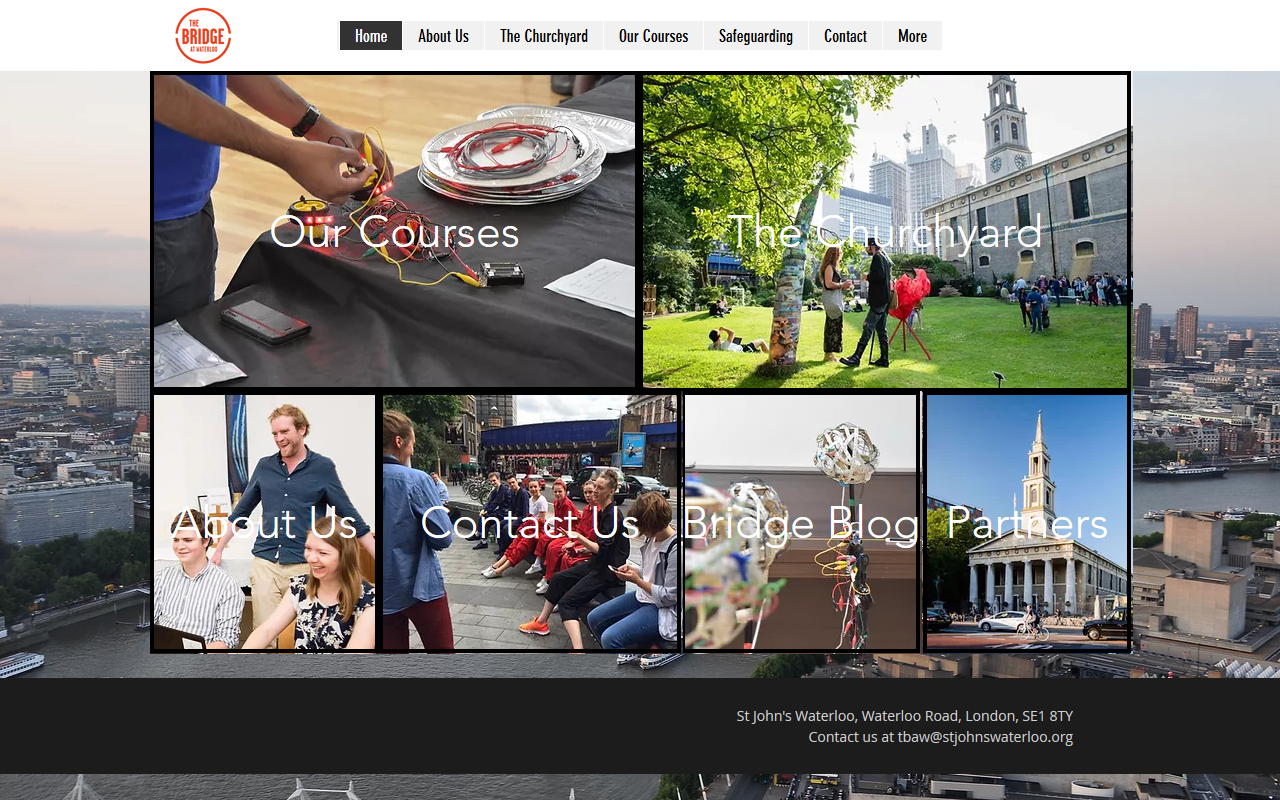 THE
BRIDGE
AT WATERLOO
Home
About Us
The Churchyard
Our Courses
Safeguarding
Contact
More
Our Courses
The Churchyard
About Us
Contact Us
Bridge Blog
Partners
St John's Waterloo, Waterloo Road, London, SE1 8TY
Contact us at tbaw@stjohnswaterloo.org